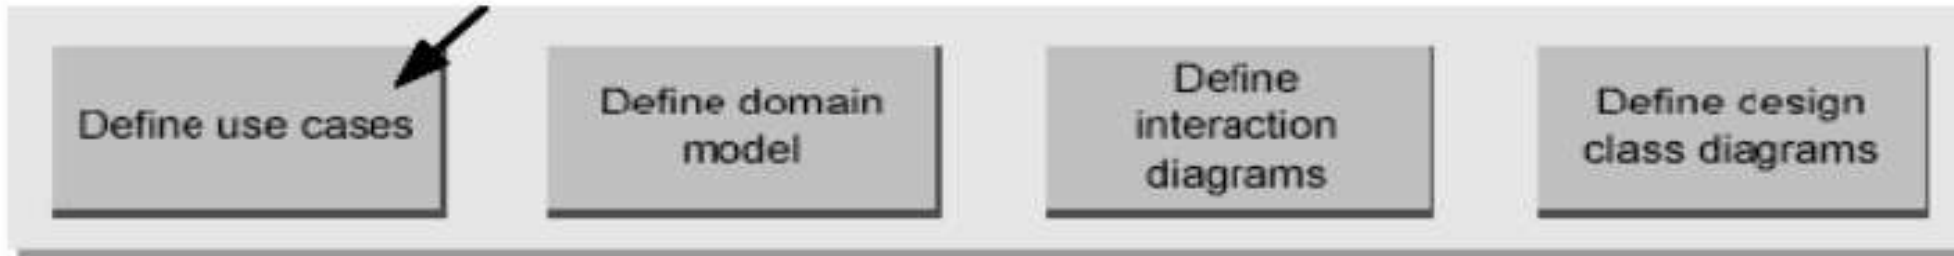 Define use cases
Define domain
model
Define
interaction
diagrams
Define cesign
class diagrams